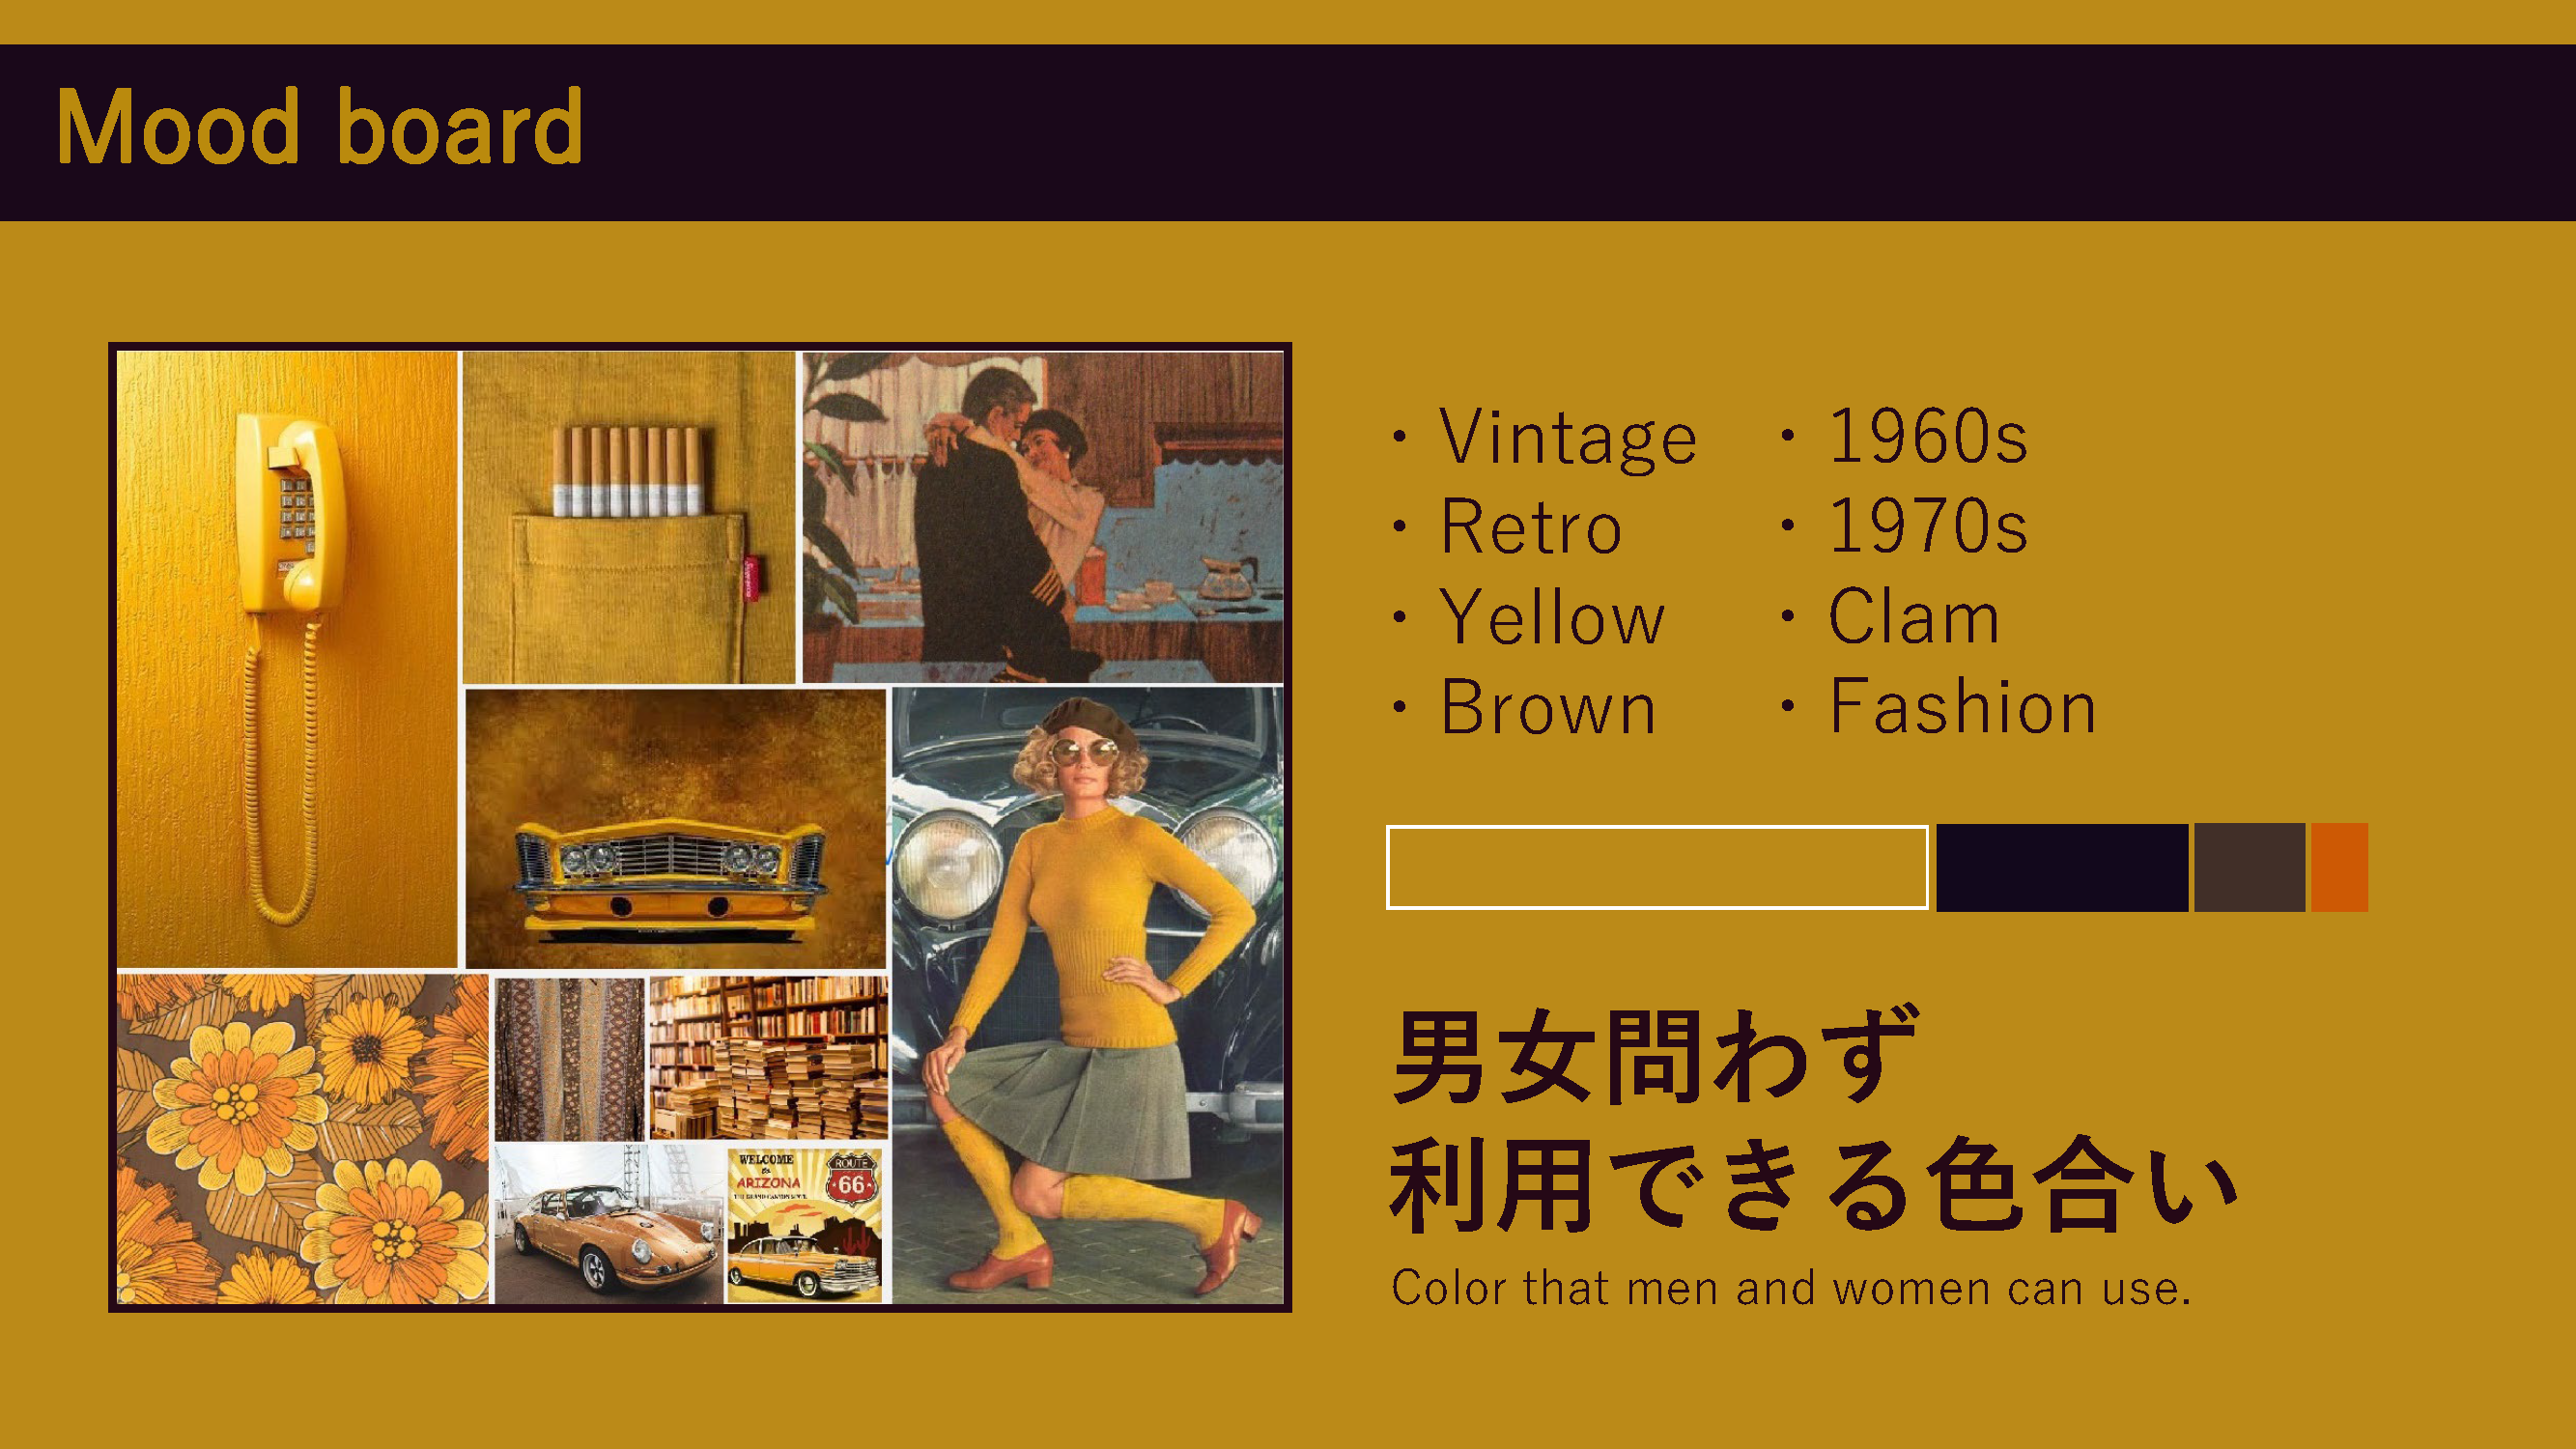 Mood board
WELCOME
to
ARIZONA
ROUTE
66
・Vintage
・Retro
・Yellow
・Brown
・1960s
・1970s
・Clam
・Fashion
男女問わず
利用できる色合い
Color that men and women can use.